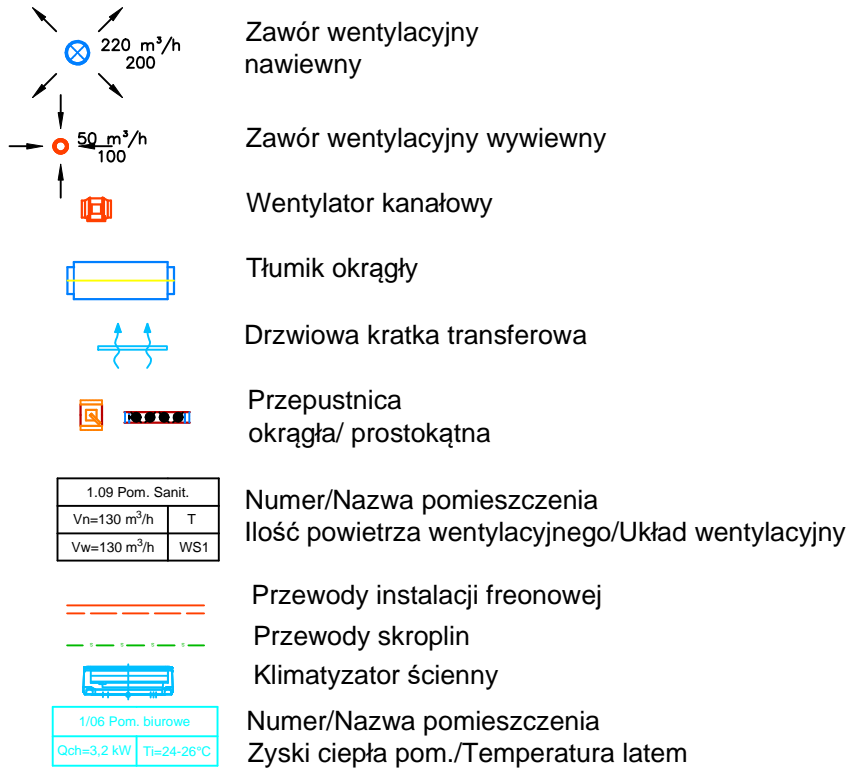 220 m³/h
200
Zawór wentylacyjny
nawiewny
50 m³/h
100
Zawór wentylacyjny wywiewny
Wentylator kanałowy
Tłumik okrągły
Drzwiowa kratka transferowa
Przepustnica
okrągła/ prostokątna
1.09 Pom. Sanit.
Vn=130 m³/h T
Vw=130 m³/h WS1
Numer/Nazwa pomieszczenia
Ilość powietrza wentylacyjnego/Układ wentylacyjny
Przewody instalacji freonowej
Przewody skroplin
Klimatyzator ścienny
1/06 Pom. biurowe
Qch=3,2 kW Ti=24-26°C
Numer/Nazwa pomieszczenia
Zyski ciepła pom./Temperatura latem